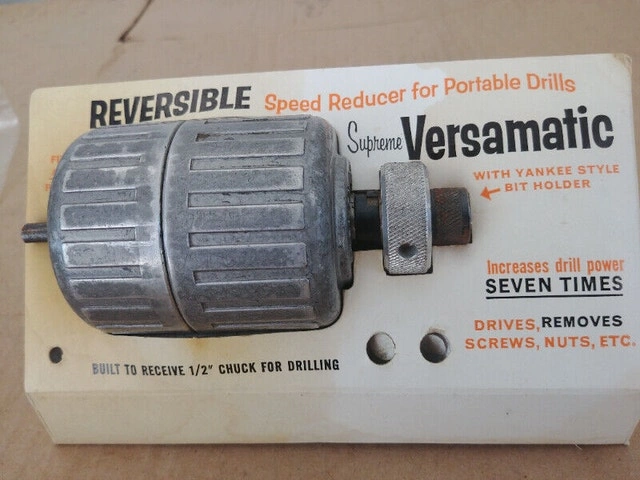 REVERSIBLE Speed Reducer for Portable Drills
Supreme Versamatic
WITH YANKEE STYLE
BIT HOLDER
Increases drill power
SEVEN TIMES
DRIVES, REMOVES
SCREWS, NUTS, ETC.
BUILT TO RECEIVE 1/2" CHUCK FOR DRILLING